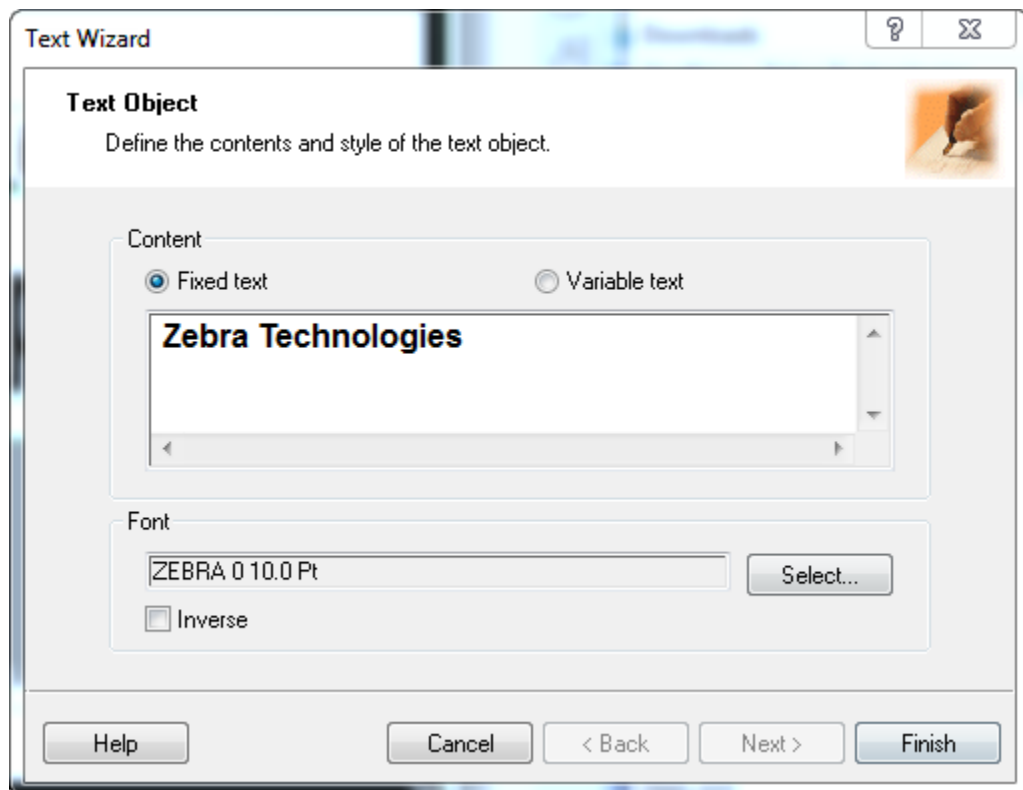 Text Wizard
Text Object
Define the contents and style of the text object.
Content
Fixed text
Variable text
Zebra Technologies
Font
ZEBRA 0 10.0 Pt
Select...
Inverse
Help
Cancel
< Back
Next >
Finish